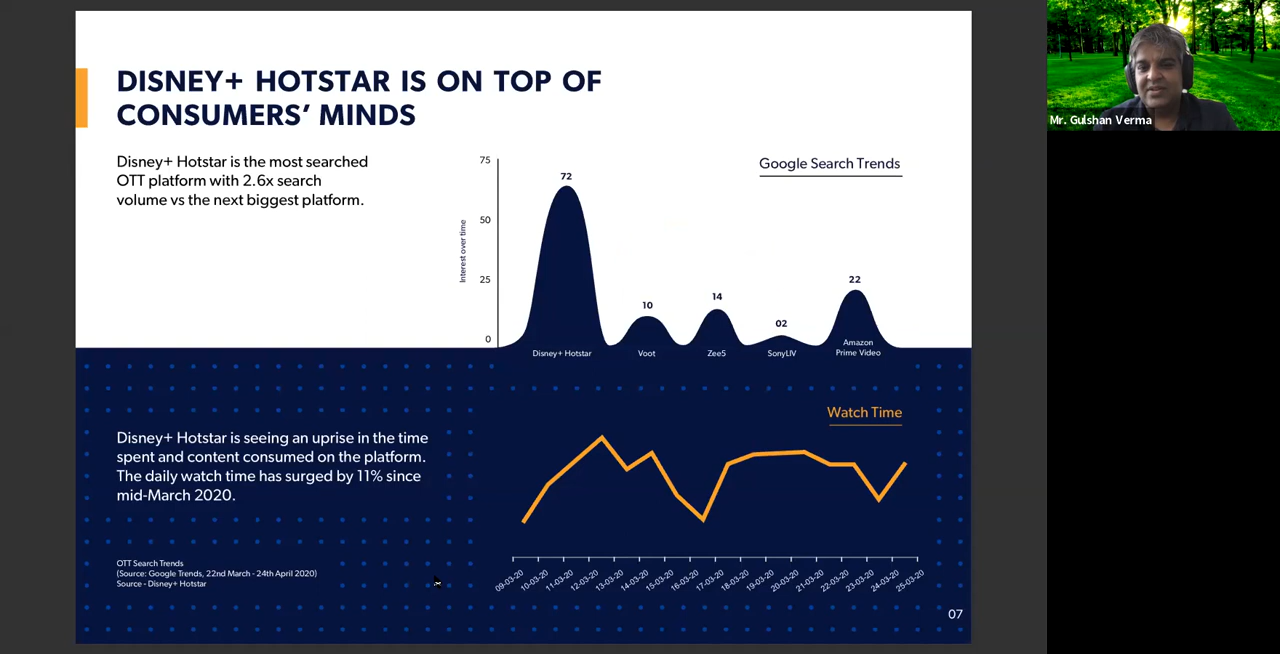 DISNEY+ HOTSTAR IS ON TOP OF
CONSUMERS’ MINDS
Disney+ Hotstar is the most searched
OTT platform with 2.6x search
volume vs the next biggest platform.
Google Search Trends
Interest over time
75
50
25
0
72
10
14
02
22
Disney+ Hotstar
Voot
Zee5
SonyLIV
Amazon
Prime Video
Disney+ Hotstar is seeing an uprise in the time
spent and content consumed on the platform.
The daily watch time has surged by 11% since
mid-March 2020.
Watch Time
09-03-20
10-03-20
11-03-20
12-03-20
13-03-20
14-03-20
15-03-20
16-03-20
17-03-20
18-03-20
19-03-20
20-03-20
21-03-20
22-03-20
23-03-20
24-03-20
25-03-20
OTT Search Trends
(Source: Google Trends, 22nd March - 24th April 2020)
Source - Disney+ Hotstar
07
Mr. Gulshan Verma